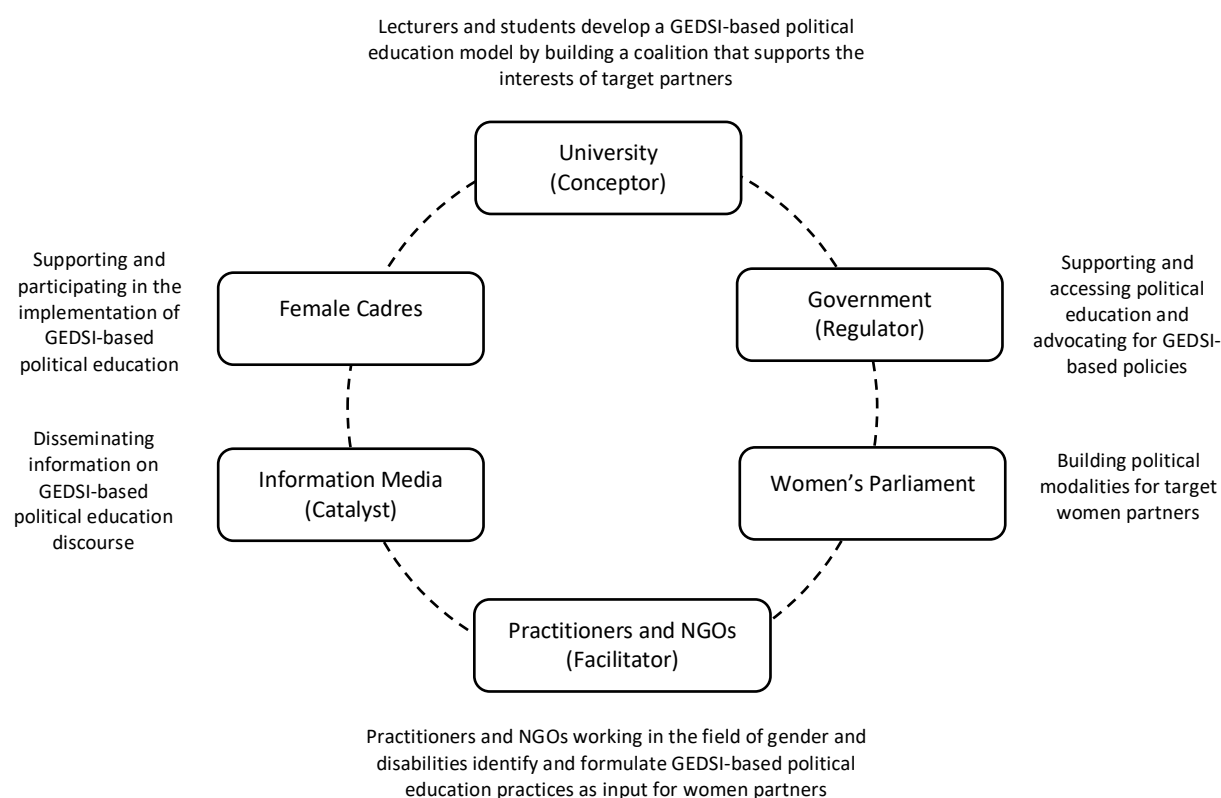 Lecturers and students develop a GEDSI-based political
education model by building a coalition that supports the
interests of target partners
University
(Conceptor)
Supporting and
participating in the
implementation of
GEDSI-based
political education
Female Cadres
Government
(Regulator)
Supporting and
accessing political
education and
advocating for GEDSI-
based policies
Disseminating
information on
GEDSI-based
political education
discourse
Information Media
(Catalyst)
Women’s Parliament
Building political
modalities for target
women partners
Practitioners and NGOs
(Facilitator)
Practitioners and NGOs working in the field of gender and
disabilities identify and formulate GEDSI-based political
education practices as input for women partners